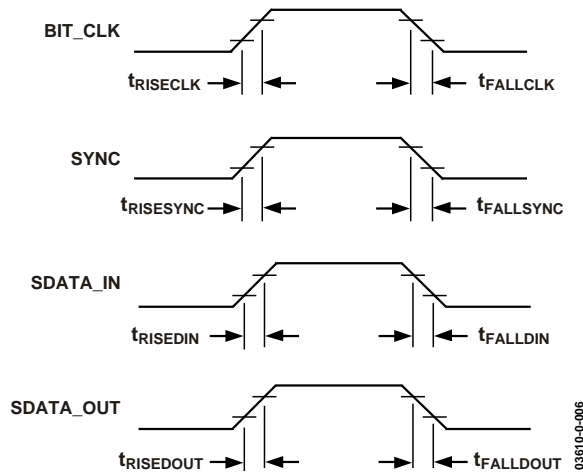 BIT_CLK
tRISECLK
tFALLCLK
SYNC
tRISESYNC
tFALLSYNC
SDATA_IN
tRISEDIN
tFALLDIN
SDATA_OUT
tRISEDOUT
tFALLDOUT
03610-0-006